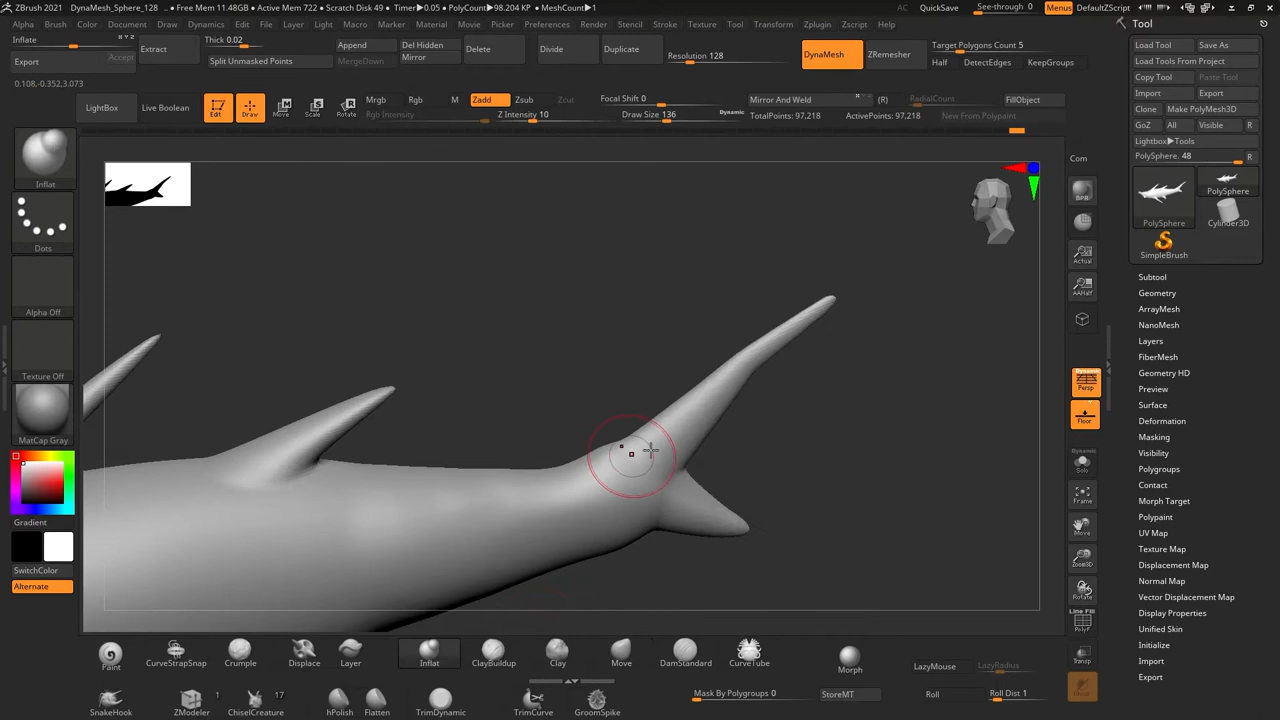 ZBrush 2021 DynaMesh_Sphere_128 .. • Free Mem 11.48GB • Active Mem 722 • Scratch Disk 49 • Timer▶0.05 • PolyCount▶98.204 KP • MeshCount▶1 AC QuickSave See-through 0 Menus DefaultZScript
Alpha Brush Color Document Draw Dynamics Edit File Layer Light Macro Marker Material Movie Picker Preferences Render Stencil Stroke Texture Tool Transform Zplugin Zscript Help
Tool
Inflate Thick 0.02 Append Del Hidden Target Polygons Count 5
Extract Delete Divide Duplicate Resolution 128 DynaMesh ZRemesher
Export Accept Split Unmasked Points MergeDown Mirror Half DetectEdges KeepGroups
0.108,-0.352,3.073
LightBox Live Boolean Edit Draw Move Scale Rotate
Mrgb Rgb M Zadd Zsub Zcut Focal Shift 0 Mirror And Weld (R) RadialCount FillObject
Rgb Intensity Z Intensity 10 Draw Size 136 Dynamic TotalPoints: 97,218 ActivePoints: 97,218 New From Polypaint
Load Tool Save As
Load Tools From Project
Copy Tool Paste Tool
Import Export
Clone Make PolyMesh3D
GoZ All Visible R
Lightbox▶Tools
PolySphere. 48 R
PolySphere
PolySphere Cylinder3D
SimpleBrush
Subtool
Geometry
ArrayMesh
NanoMesh
Layers
FiberMesh
Geometry HD
Preview
Surface
Deformation
Masking
Visibility
Polygroups
Contact
Morph Target
Polypaint
UV Map
Texture Map
Displacement Map
Normal Map
Vector Displacement Map
Display Properties
Unified Skin
Initialize
Import
Export
Inflat
Dots
Alpha Off
Texture Off
MatCap Gray
Gradient
SwitchColor
Alternate
Com
BPR
Actual
AAHalf
Dynamic
Persp
Floor
Dynamic
Solo
Frame
Move
Zoom3D
Rotate
Line Fill
PolyF
Transp
Paint CurveStrapSnap Crumple Displace Layer Inflat ClayBuildup Clay Move DamStandard CurveTube Morph LazyMouse LazyRadius
SnakeHook ZModeler 1 ChiselCreature 17 hPolish Flatten TrimDynamic TrimCurve GroomSpike Mask By Polygroups 0 StoreMT Roll Roll Dist 1